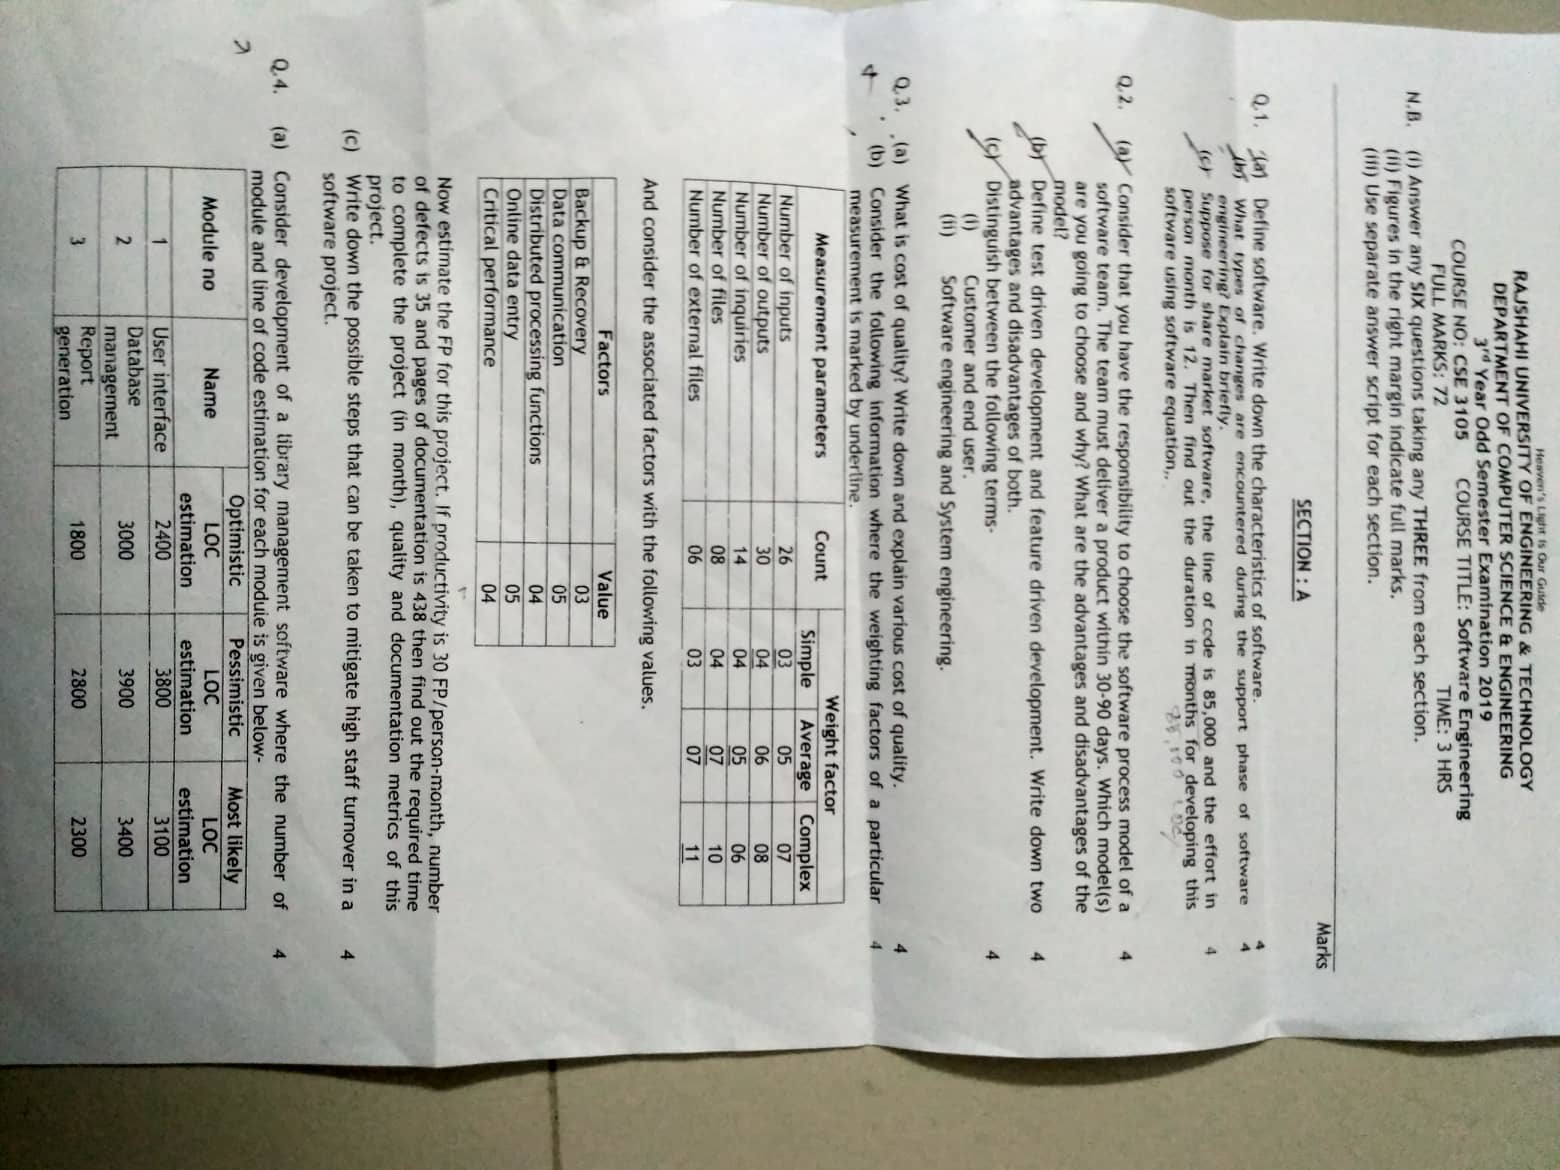 Heaven's Light Is Our Guide
RAJSHAHI UNIVERSITY OF ENGINEERING & TECHNOLOGY
DEPARTMENT OF COMPUTER SCIENCE & ENGINEERING
3rd Year Odd Semester Examination 2019
COURSE NO: CSE 3105 COURSE TITLE: Software Engineering
FULL MARKS: 72 TIME: 3 HRS
N.B. (i) Answer any SIX questions taking any THREE from each section.
(ii) Figures in the right margin indicate full marks.
(iii) Use separate answer script for each section.
Marks
SECTION : A
Q.1. (a) Define software. Write down the characteristics of software. 4
(b) What types of changes are encountered during the support phase of software 4
engineering? Explain briefly.
(c) Suppose for share market software, the line of code is 85,000 and the effort in 4
person month is 12. Then find out the duration in months for developing this
software using software equation,.
85,000 LOC
Q.2. (a) Consider that you have the responsibility to choose the software process model of a 4
software team. The team must deliver a product within 30-90 days. Which model(s)
are you going to choose and why? What are the advantages and disadvantages of the
model?
(b) Define test driven development and feature driven development. Write down two 4
advantages and disadvantages of both.
(c) Distinguish between the following terms- 4
(i) Customer and end user.
(ii) Software engineering and System engineering.
Q.3. (a) What is cost of quality? Write down and explain various cost of quality. 4
(b) Consider the following information where the weighting factors of a particular 4
measurement is marked by underline.
Measurement parameters Count Weight factor
Simple Average Complex
Number of inputs 26 03 05 07
Number of outputs 30 04 06 08
Number of inquiries 14 04 05 06
Number of files 08 04 07 10
Number of external files 06 03 07 11
And consider the associated factors with the following values.
Factors Value
Backup & Recovery 03
Data communication 05
Distributed processing functions 04
Online data entry 05
Critical performance 04
Now estimate the FP for this project. If productivity is 30 FP/person-month, number
of defects is 35 and pages of documentation is 438 then find out the required time
to complete the project (in month), quality and documentation metrics of this
project.
(c) Write down the possible steps that can be taken to mitigate high staff turnover in a 4
software project.
Q.4. (a) Consider development of a library management software where the number of 4
module and line of code estimation for each module is given below-
Module no Name Optimistic Pessimistic Most likely
LOC LOC LOC
estimation estimation estimation
1 User interface 2400 3800 3100
2 Database management 3000 3900 3400
3 Report generation 1800 2800 2300